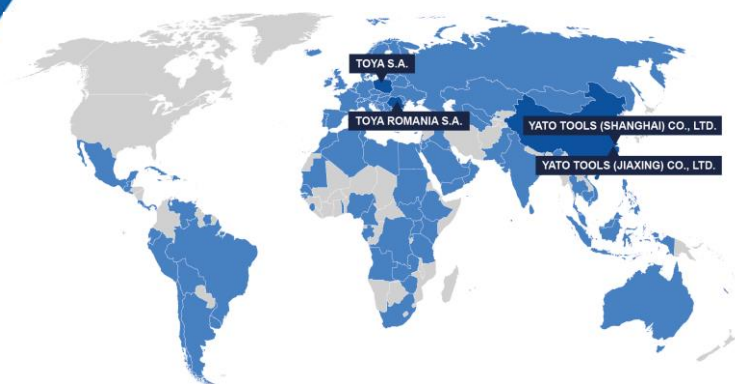 TOYA S.A.
TOYA ROMANIA S.A.
YATO TOOLS (SHANGHAI) CO., LTD.
YATO TOOLS (JIAXING) CO., LTD.